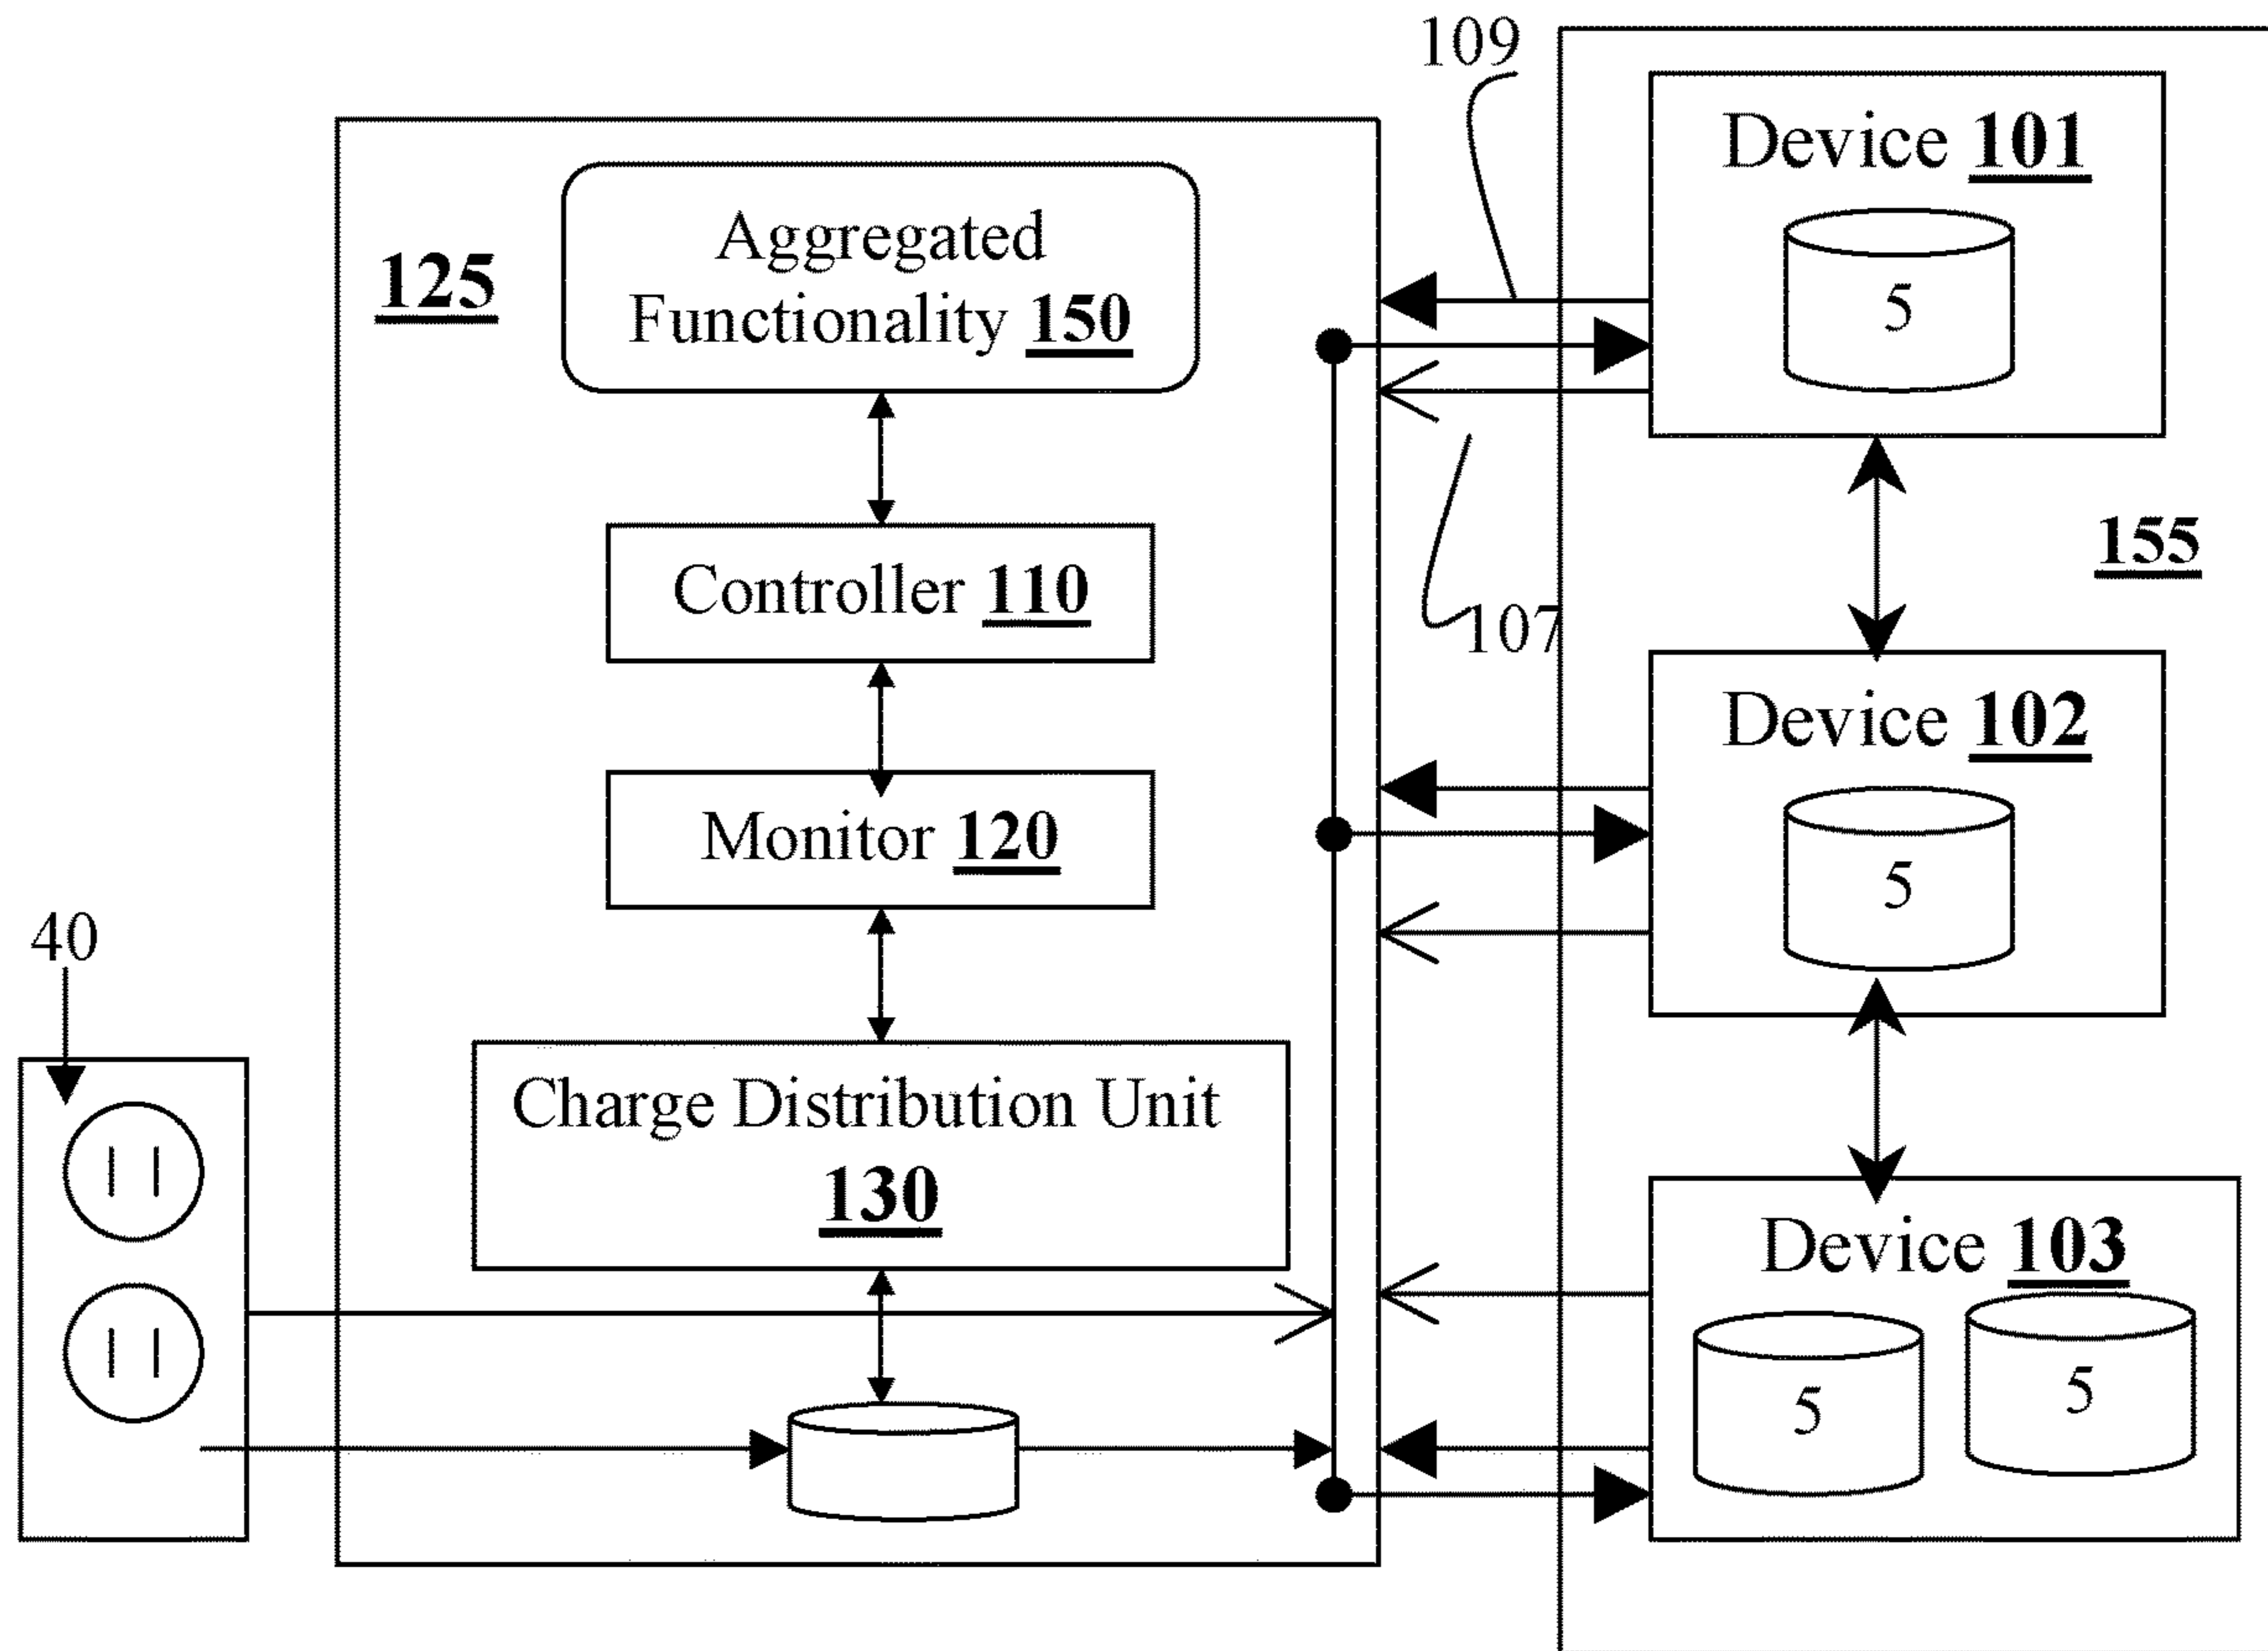 109
Device 101
5
Aggregated
Functionality 150
125
Controller 110
155
107
Device 102
5
Monitor 120
40
Charge Distribution Unit
130
Device 103
5
5